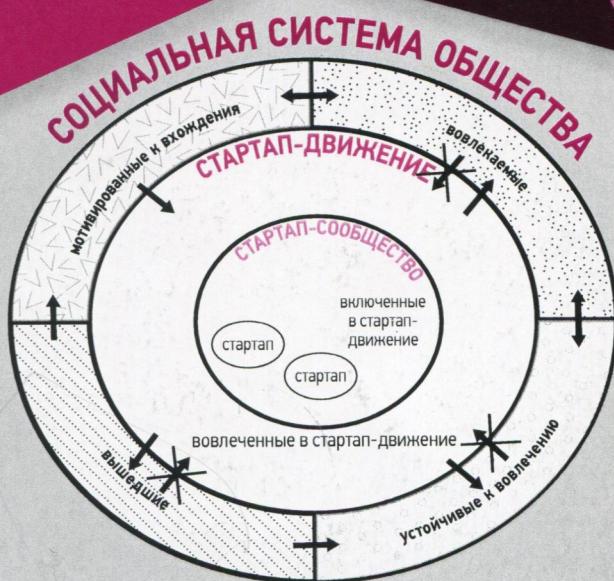 СОЦИАЛЬНАЯ СИСТЕМА ОБЩЕСТВА
мотивированные к вхождения
вовлекаемые
СТАРТАП-ДВИЖЕНИЕ
СТАРТАП-СООБЩЕСТВО
включенные
в стартап-
движение
стартап
стартап
вовлеченные в стартап-движение
вышедшие
устойчивые к вовлечению